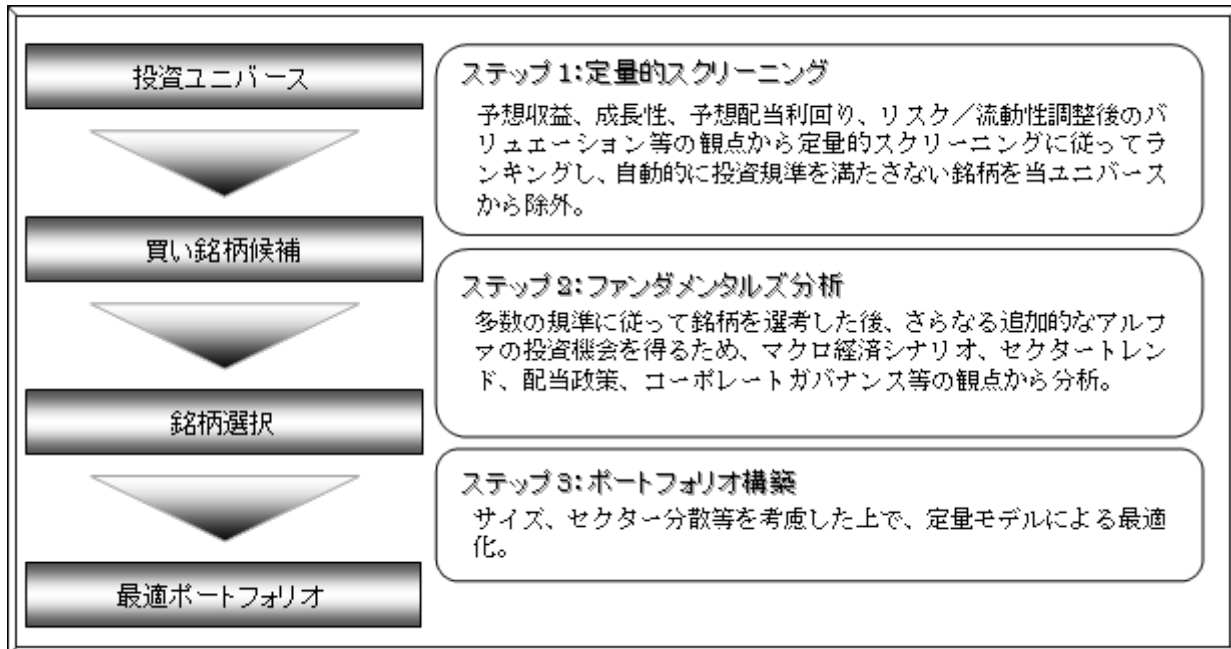 投資ユニバース
ステップ1:定量的スクリーニング
予想収益、成長性、予想配当利回り、リスク／流動性調整後のバ
リュエーション等の観点から定量的スクリーニングに従ってラ
ンキングし、自動的に投資規準を満たさない銘柄を当ユニバース
から除外。
買い銘柄候補
ステップ2:ファンダメンタルズ分析
多数の規準に従って銘柄を選考した後、さらなる追加的なアルフ
ァの投資機会を得るため、マクロ経済シナリオ、セクタートレン
ド、配当政策、コーポレートガバナンス等の観点から分析。
銘柄選択
ステップ3:ポートフォリオ構築
サイズ、セクター分散等を考慮した上で、定量モデルによる最適
化。
最適ポートフォリオ